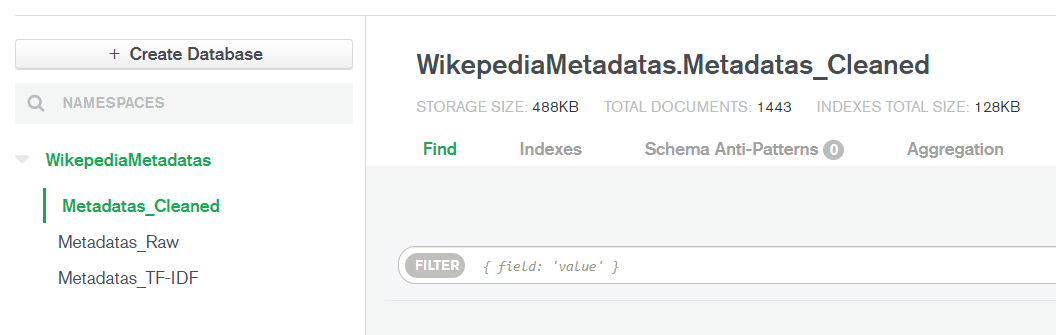 + Create Database
NAMESPACES
WikepediaMetadatas
Metadatas_Cleaned
Metadatas_Raw
Metadatas_TF-IDF
WikepediaMetadatas.Metadatas_Cleaned
STORAGE SIZE: 488KB TOTAL DOCUMENTS: 1443 INDEXES TOTAL SIZE: 128KB
Find Indexes Schema Anti-Patterns 0 Aggregation
FILTER { field: 'value' }